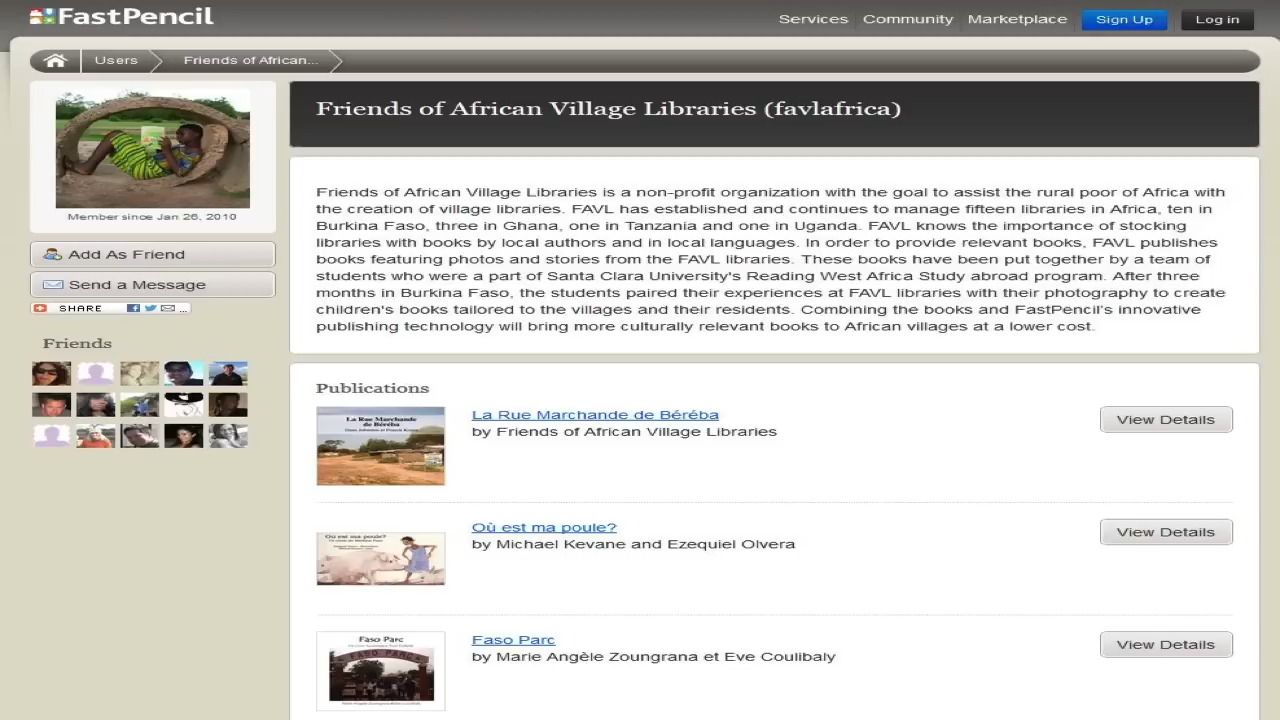 FastPencil
Services Community Marketplace Sign Up Log in
Users Friends of African...
Friends of African Village Libraries (favlafrica)
Member since Jan 26, 2010
Add As Friend
Send a Message
SHARE ...
Friends
Friends of African Village Libraries is a non-profit organization with the goal to assist the rural poor of Africa with
the creation of village libraries. FAVL has established and continues to manage fifteen libraries in Africa, ten in
Burkina Faso, three in Ghana, one in Tanzania and one in Uganda. FAVL knows the importance of stocking
libraries with books by local authors and in local languages. In order to provide relevant books, FAVL publishes
books featuring photos and stories from the FAVL libraries. These books have been put together by a team of
students who were a part of Santa Clara University's Reading West Africa Study abroad program. After three
months in Burkina Faso, the students paired their experiences at FAVL libraries with their photography to create
children's books tailored to the villages and their residents. Combining the books and FastPencil's innovative
publishing technology will bring more culturally relevant books to African villages at a lower cost.
Publications
La Rue Marchande
de Béréba
La Rue Marchande de Béréba
by Friends of African Village Libraries
View Details
Où est ma poule?
Où est ma poule?
by Michael Kevane and Ezequiel Olvera
View Details
Faso Parc
FASO PARC
Faso Parc
by Marie Angèle Zoungrana et Eve Coulibaly
View Details